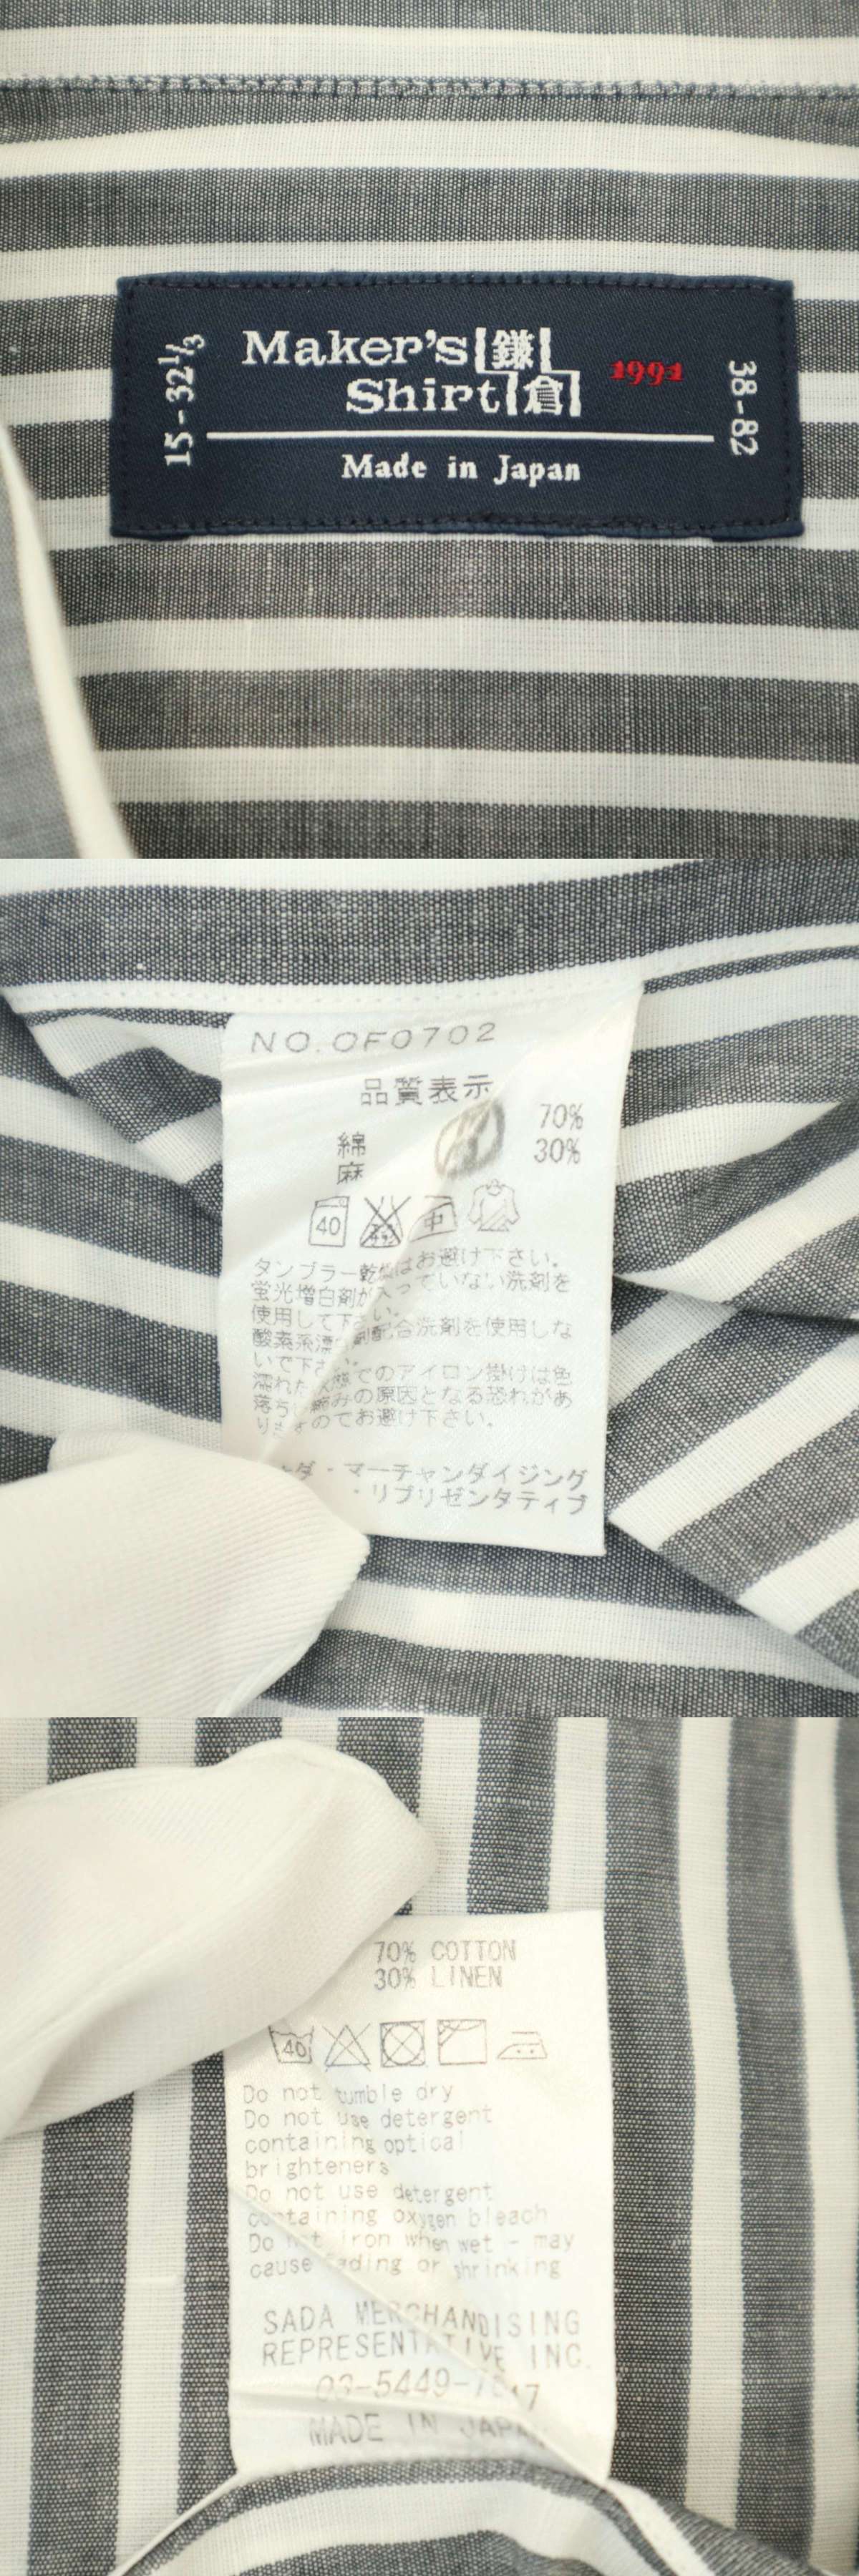 15-32 1/3
Maker's 鎌
Shirt 倉
1994
Made in Japan
38-82
NO.OF0702
品質表示
綿 70%
麻 30%
40 中
タンブラー乾燥はお避け下さい。
蛍光増白剤が入っていない洗剤を
使用して下さい。
酸素系漂白剤配合洗剤を使用しな
いで下さい。
濡れた状態でのアイロン掛けは色
落ち 縮みの原因となる恐れがあ
りますのでお避け下さい。
ダ・マーチャンダイジング
・リプリゼンタティブ
70% COTTON
30% LINEN
40
Do not tumble dry
Do not use detergent
containing optical
brighteners
Do not use detergent
containing oxygen bleach
Do not iron when wet - may
cause fading or shrinking
SADA MERCHANDISING
REPRESENTATIVE INC.
03-5449-
MADE IN JAPAN